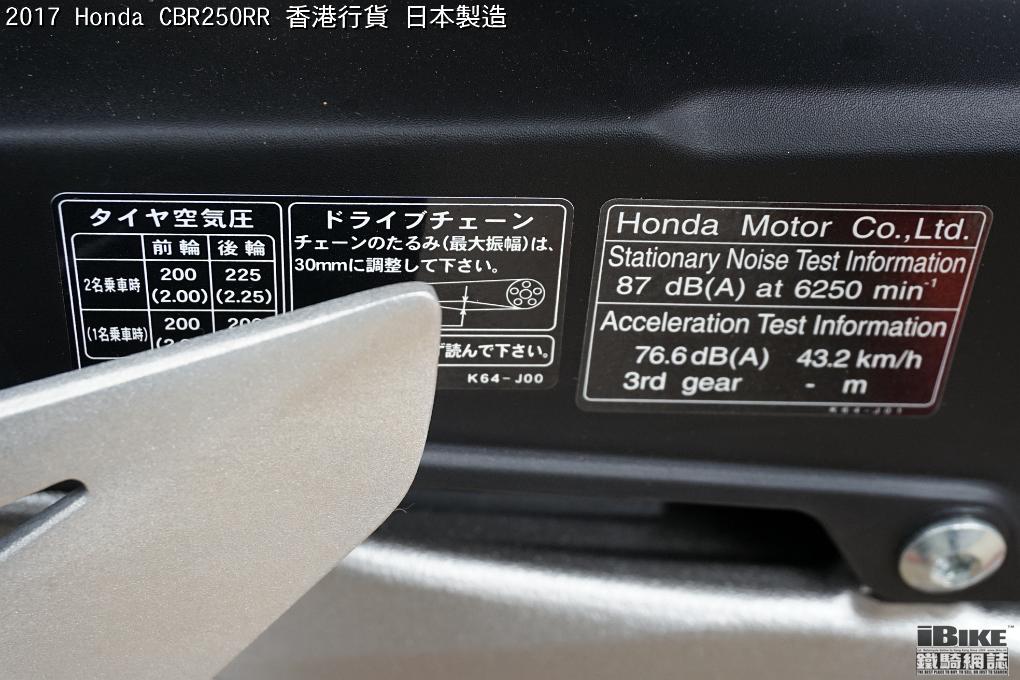 2017 Honda CBR250RR 香港行貨 日本製造
タイヤ空気圧
前輪 後輪
2名乗車時 200 225
(2.00) (2.25)
(1名乗車時) 200
ドライブチェーン
チェーンのたるみ(最大振幅)は、
30mmに調整して下さい。
読んで下さい。
K64-J00
Honda Motor Co.,Ltd.
Stationary Noise Test Information
87 dB(A) at 6250 min⁻¹
Acceleration Test Information
76.6dB(A) 43.2 km/h
3rd gear - m
K64-J01
iBIKE
鐵騎網誌